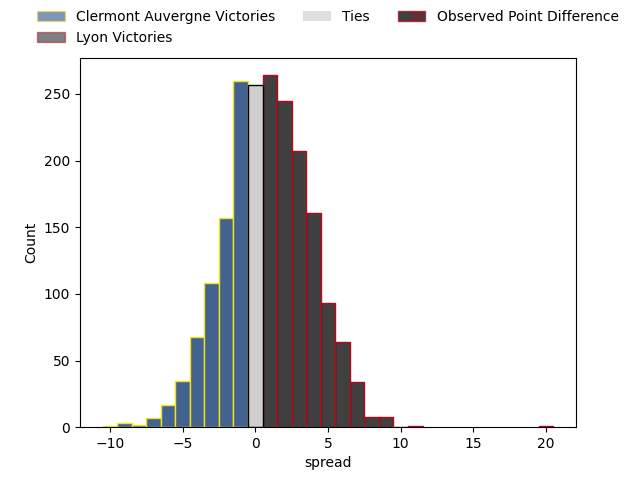 Clermont Auvergne Victories
Ties
Observed Point Difference
Lyon Victories
250
200
150
100
50
0
Count
−10
−5
0
5
10
15
20
spread